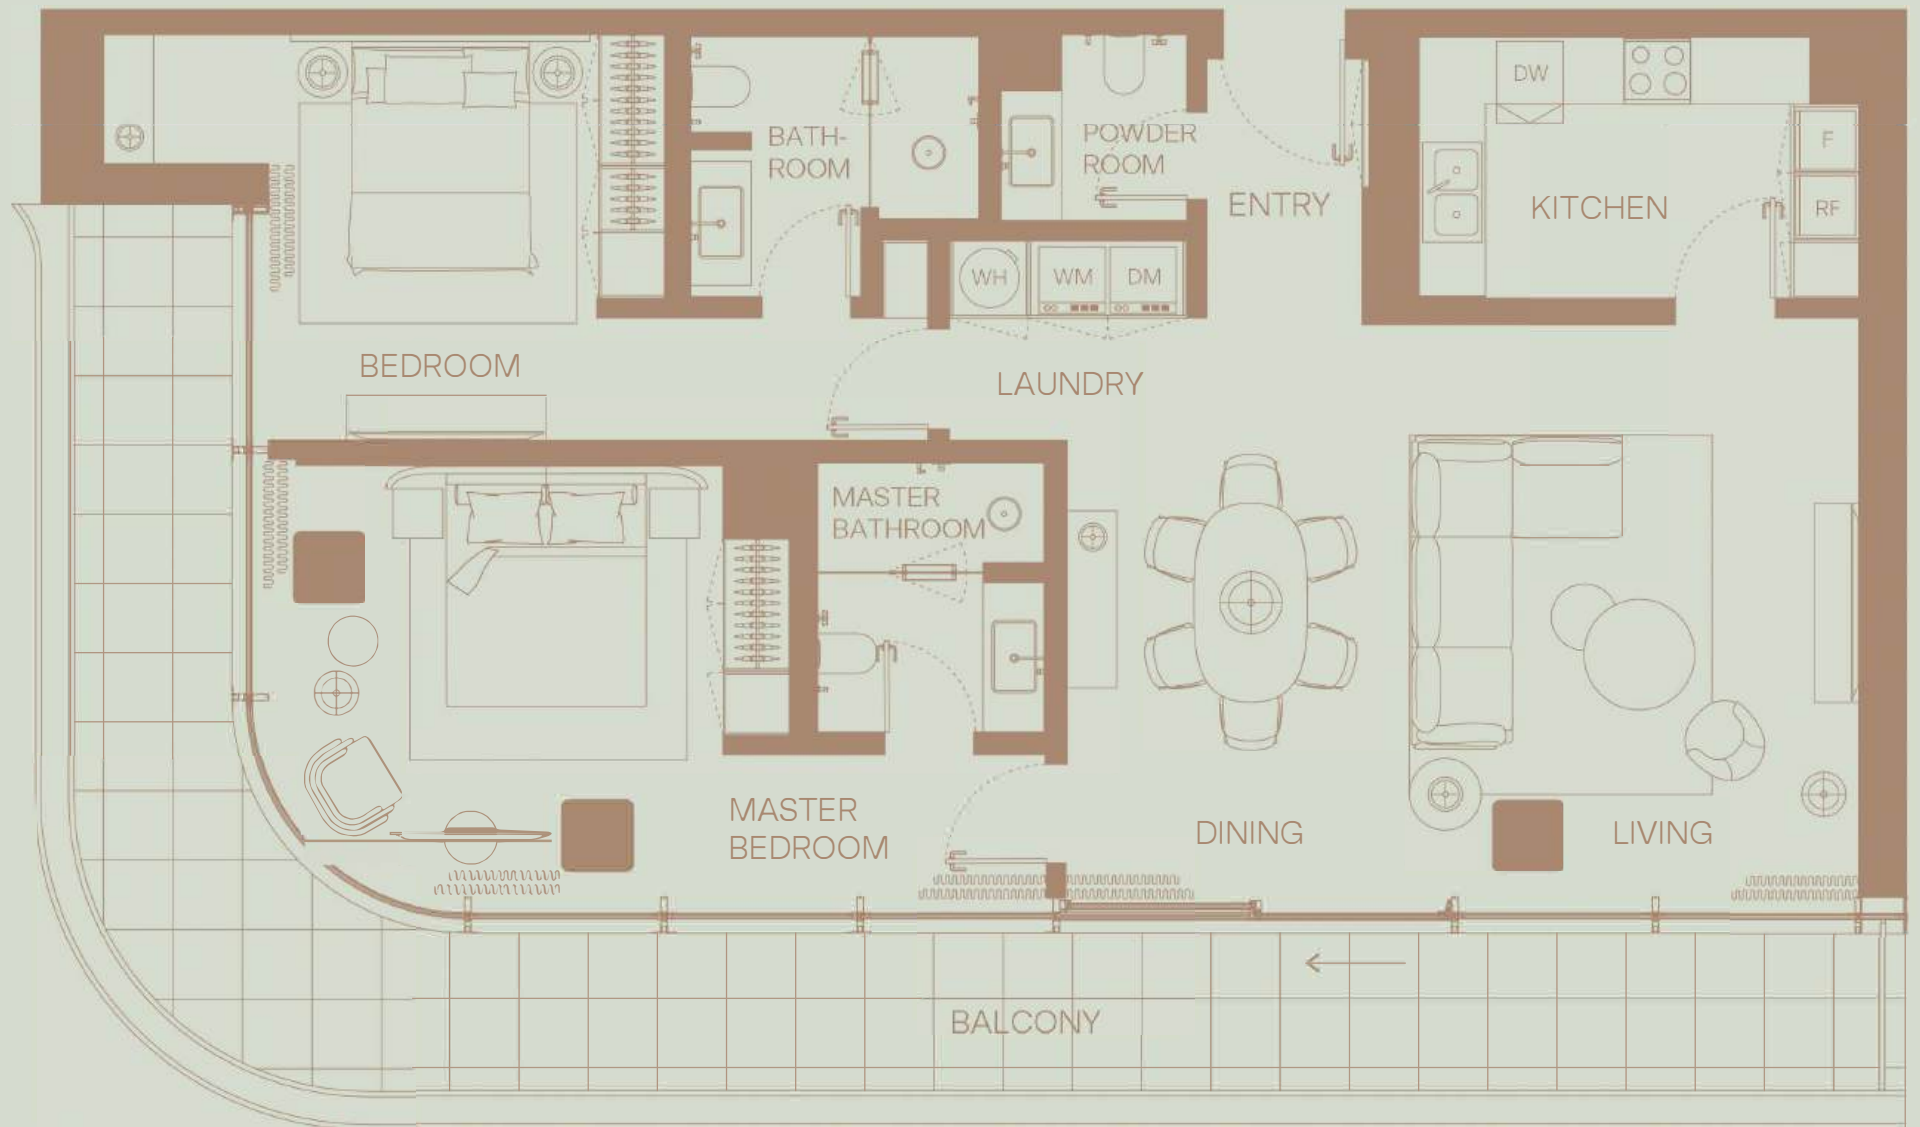 DW
BATH-
ROOM
POWDER
ROOM
F
ENTRY
KITCHEN
RF
WH
WM
DM
BEDROOM
LAUNDRY
MASTER
BATHROOM
MASTER
BEDROOM
DINING
LIVING
BALCONY